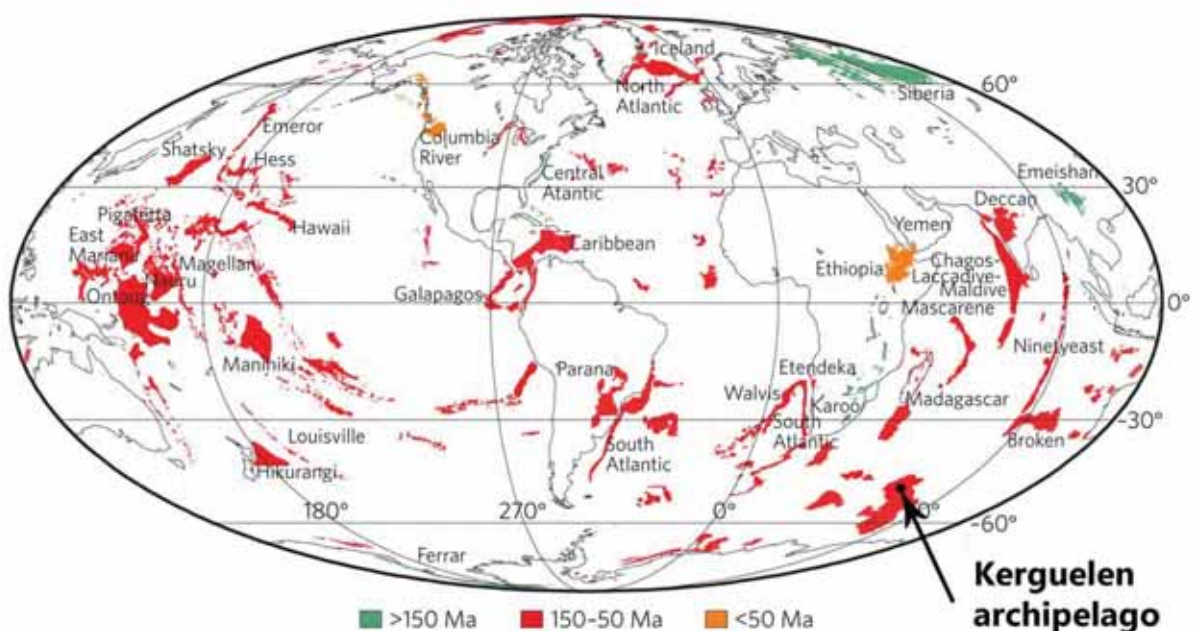 Iceland
60°
North
Atlantic
Siberia
Emeror
Columbia
River
Shatsky
Hess
Central
Atantic
Emeishan
30°
Deccan
Pigafetta
Hawaii
Yemen
East
Mariana
Caribbean
Magellan
Ethiopia
Chagos-
Laccadive-
Maldive
Nauru
Galapagos
Ontong
0°
Mascarene
Manihiki
Ninetyeast
Parana
Etendeka
Walvis
Karoo
Madagascar
-30°
Louisville
South
Atlantic
South
Atlantic
Broken
Hikurangi
180°
270°
0°
-60°
Ferrar
Kerguelen
archipelago
>150 Ma
150-50 Ma
<50 Ma